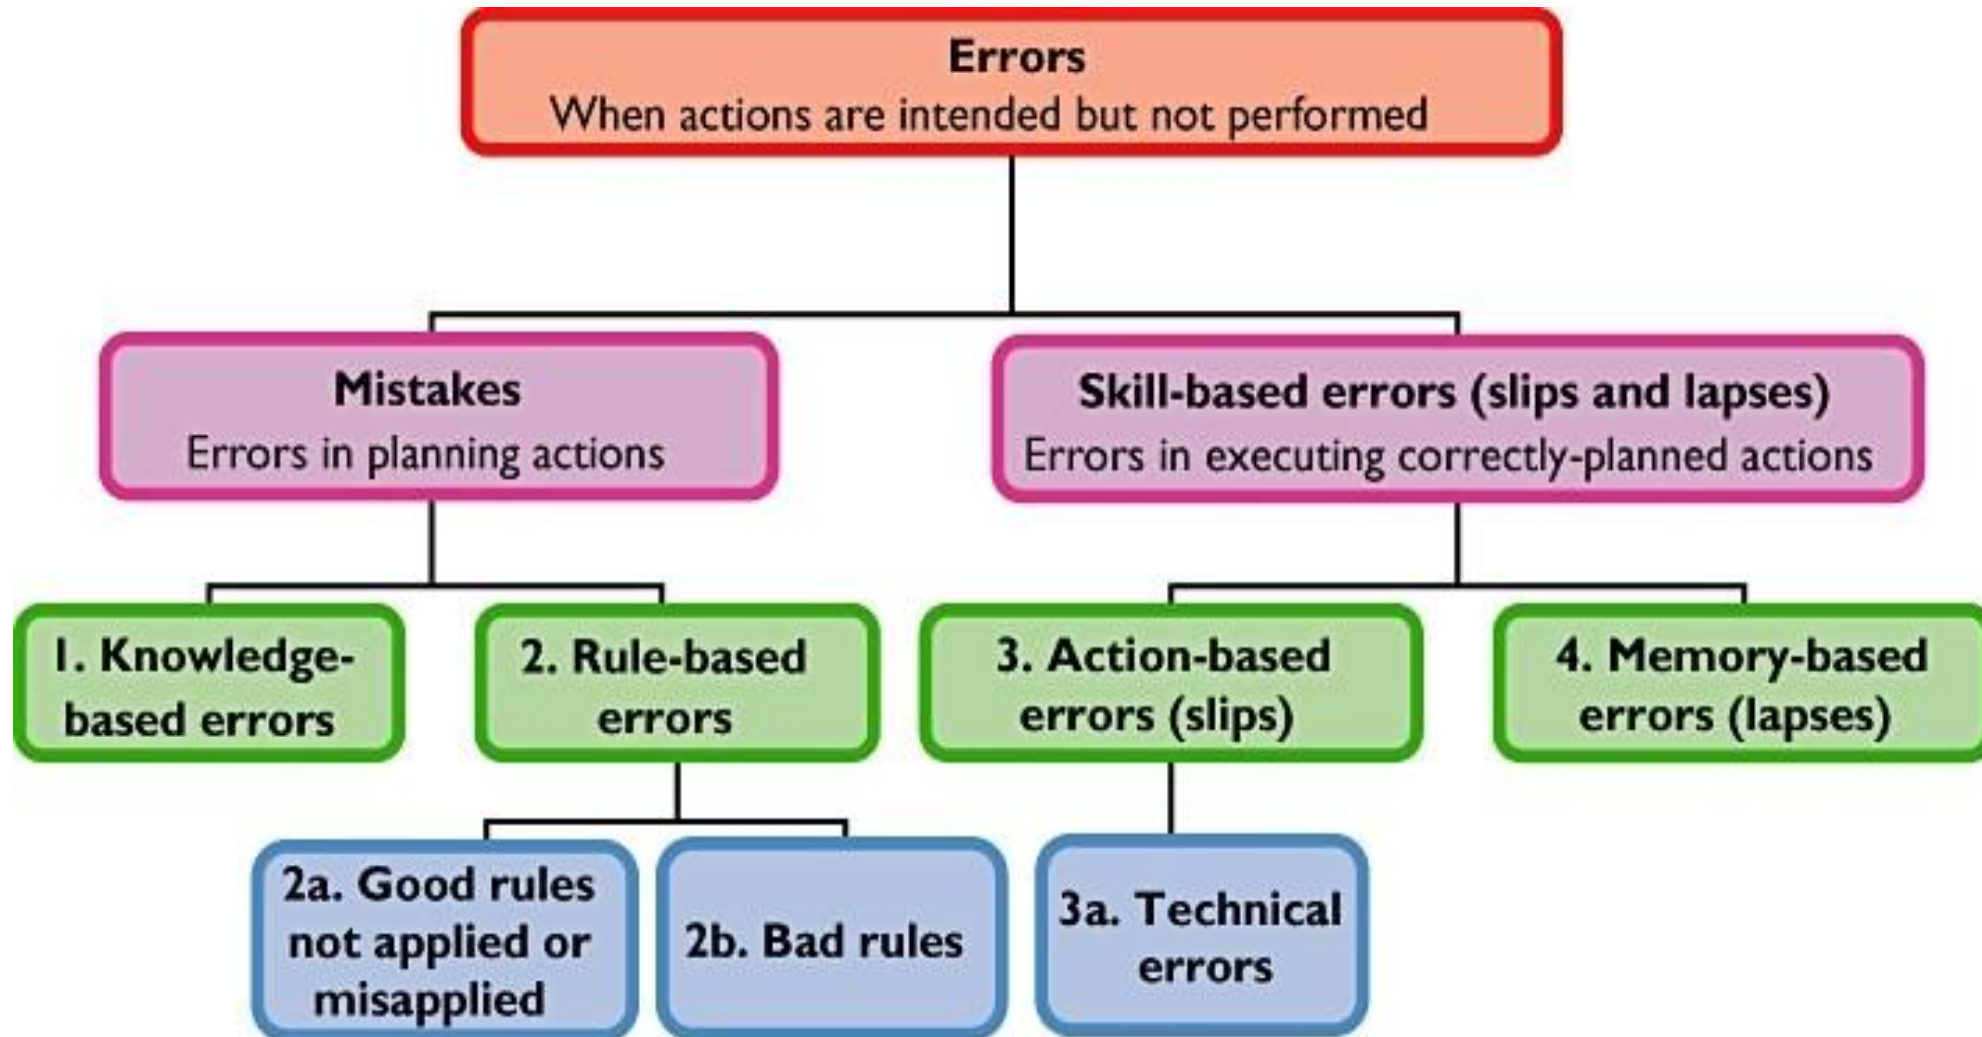 Errors
When actions are intended but not performed
Mistakes
Errors in planning actions
Skill-based errors (slips and lapses)
Errors in executing correctly-planned actions
1. Knowledge-
based errors
2. Rule-based
errors
3. Action-based
errors (slips)
4. Memory-based
errors (lapses)
2a. Good rules
not applied or
misapplied
2b. Bad rules
3a. Technical
errors